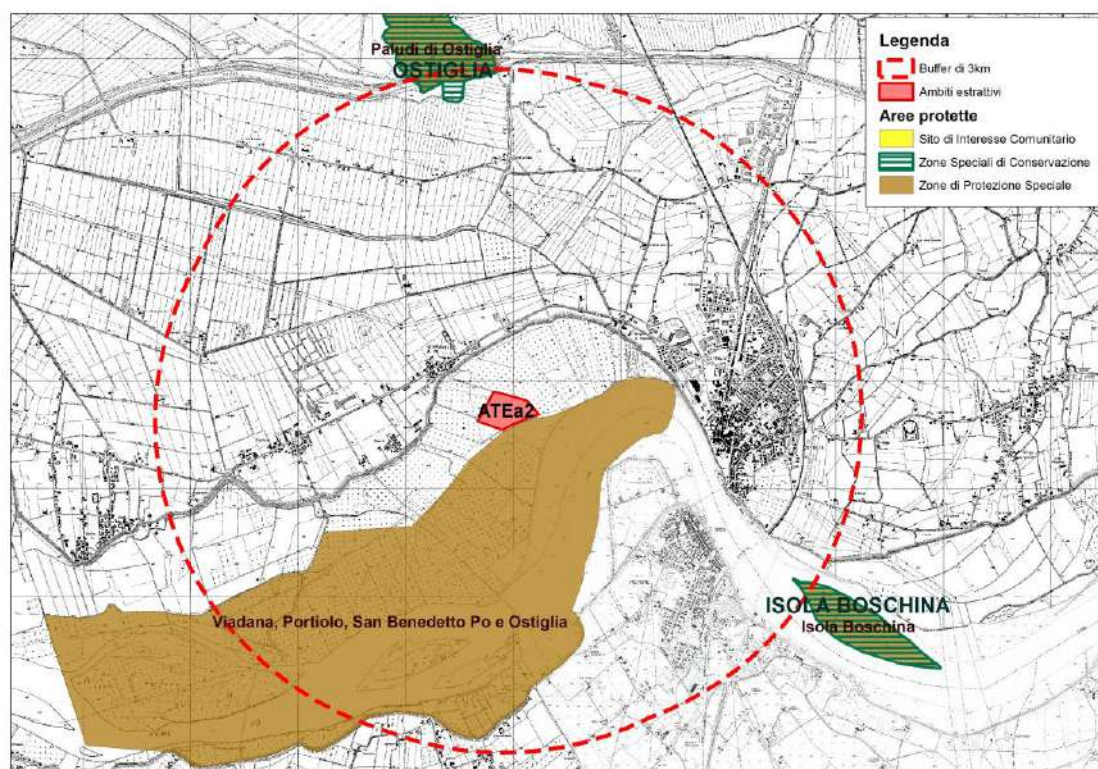 Paludi di Ostiglia
OSTIGLIA
Legenda
Buffer di 3km
Ambiti estrattivi
Aree protette
Sito di Interesse Comunitario
Zone Speciali di Conservazione
Zone di Protezione Speciale
ATEa2
Viadana, Portiolo, San Benedetto Po e Ostiglia
ISOLA BOSCHINA
Isola Boschina